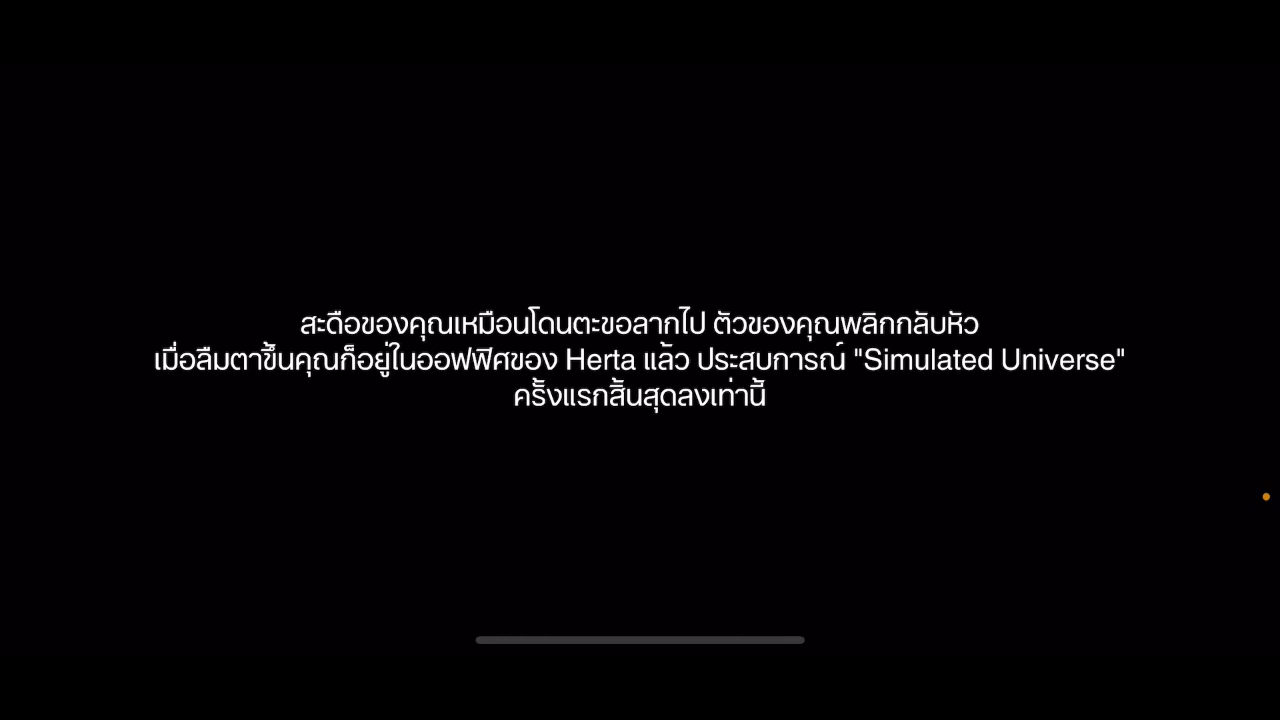 สะดือของคุณเหมือนโดนตะขอลากไป ตัวของคุณพลิกกลับหัว
เมื่อลืมตาขึ้นคุณก็อยู่ในออฟฟิศของ Herta แล้ว ประสบการณ์ "Simulated Universe"
ครั้งแรกสิ้นสุดลงเท่านี้